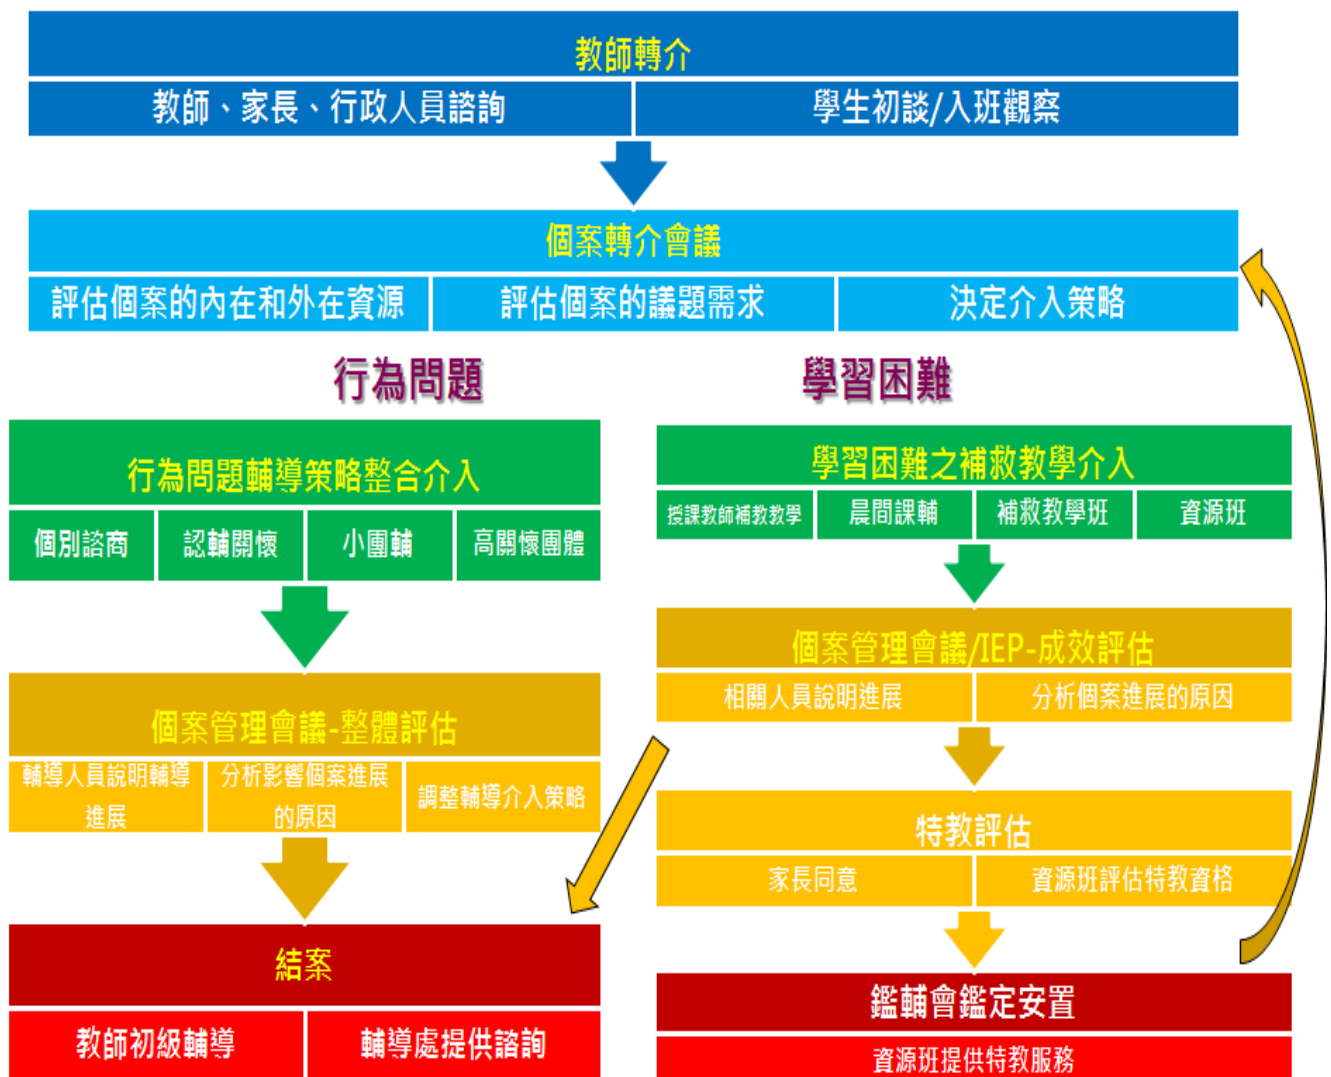 教師轉介
教師、家長、行政人員諮詢
學生初談/入班觀察
個案轉介會議
評估個案的內在和外在資源
評估個案的議題需求
決定介入策略
行為問題
行為問題輔導策略整合介入
個別諮商
認輔關懷
小團輔
高關懷團體
個案管理會議-整體評估
輔導人員說明輔導
進展
分析影響個案進展
的原因
調整輔導介入策略
結案
教師初級輔導
輔導處提供諮詢
學習困難
學習困難之補救教學介入
授課教師補教教學
晨間課輔
補救教學班
資源班
個案管理會議/IEP-成效評估
相關人員說明進展
分析個案進展的原因
特教評估
家長同意
資源班評估特教資格
鑑輔會鑑定安置
資源班提供特教服務